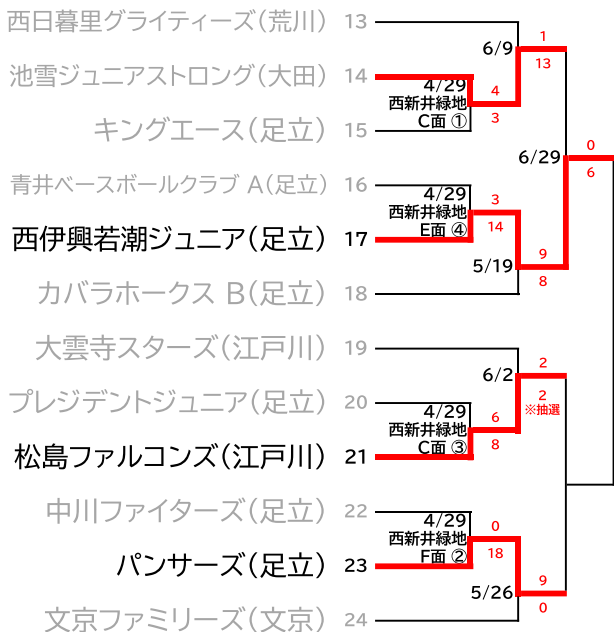 西日暮里グライティーズ(荒川) 13
池雪ジュニアストロング(大田) 14
キングエース(足立) 15
青井ベースボールクラブ A(足立) 16
西伊興若潮ジュニア(足立) 17
カバラホークス B(足立) 18
大雲寺スターズ(江戸川) 19
プレジデントジュニア(足立) 20
松島ファルコンズ(江戸川) 21
中川ファイターズ(足立) 22
パンサーズ(足立) 23
文京ファミリーズ(文京) 24
4/29
西新井緑地
C面 ①
4
3
6/9
1
13
4/29
西新井緑地
E面 ④
3
14
5/19
9
8
6/29
0
6
4/29
西新井緑地
C面 ③
6
8
6/2
2
2
※抽選
4/29
西新井緑地
F面 ②
0
18
5/26
9
0